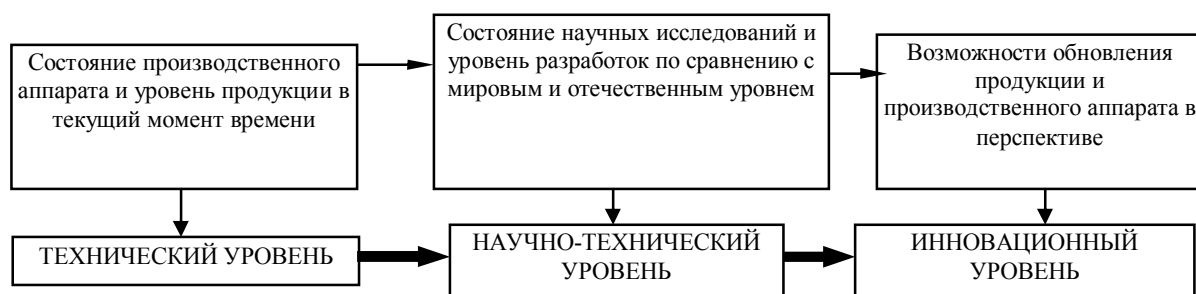 Состояние производственного
аппарата и уровень продукции в
текущий момент времени
Состояние научных исследований и
уровень разработок по сравнению с
мировым и отечественным уровнем
Возможности обновления
продукции и
производственного аппарата в
перспективе
ТЕХНИЧЕСКИЙ УРОВЕНЬ
НАУЧНО-ТЕХНИЧЕСКИЙ
УРОВЕНЬ
ИННОВАЦИОННЫЙ
УРОВЕНЬ